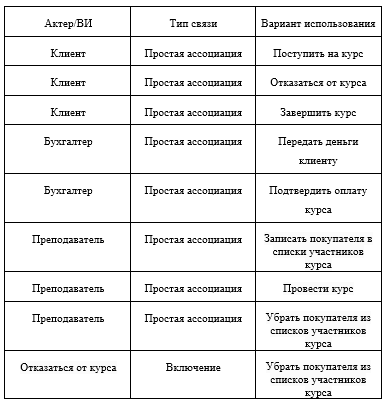 Актер/ВИ Тип связи Вариант использования
Клиент Простая ассоциация Поступить на курс
Клиент Простая ассоциация Отказаться от курса
Клиент Простая ассоциация Завершить курс
Бухгалтер Простая ассоциация Передать деньги
клиенту
Бухгалтер Простая ассоциация Подтвердить оплату
курса
Преподаватель Простая ассоциация Записать покупателя в
списки участников
курса
Преподаватель Простая ассоциация Провести курс
Преподаватель Простая ассоциация Убрать покупателя из
списков участников
курса
Отказаться от курса Включение Убрать покупателя из
списков участников
курса